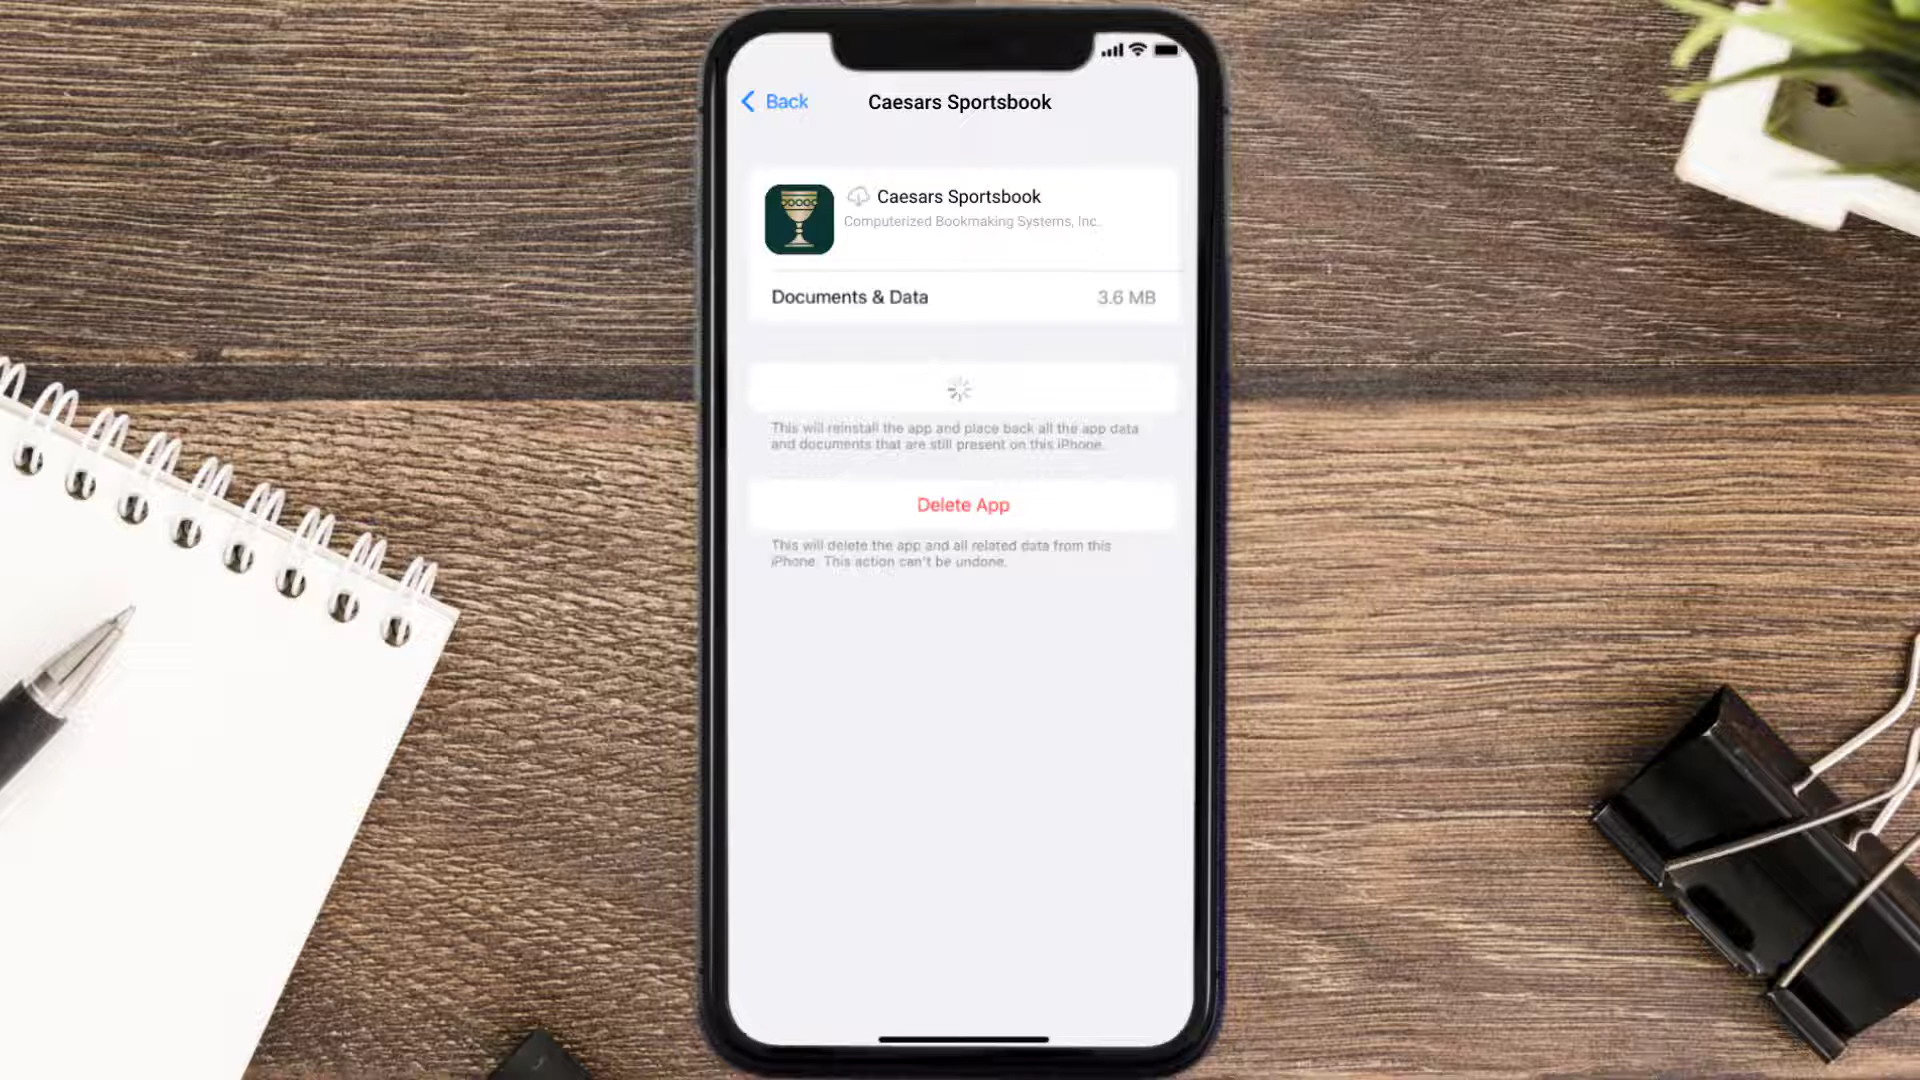 Back
Caesars Sportsbook
Caesars Sportsbook
Computerized Bookmaking Systems, Inc.
Documents & Data
3.6 MB
This will reinstall the app and place back all the app data
and documents that are still present on this iPhone.
Delete App
This will delete the app and all related data from this
iPhone. This action can't be undone.